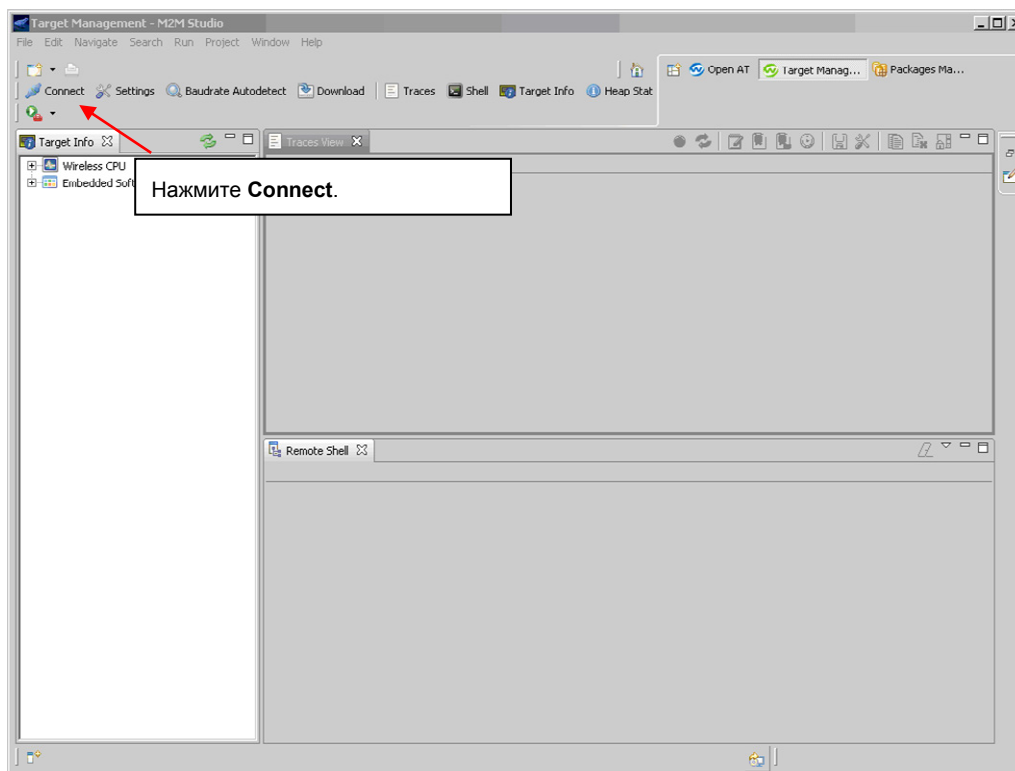 Target Management - M2M Studio
File Edit Navigate Search Run Project Window Help
Open AT Target Manag... Packages Ma...
Connect Settings Baudrate Autodetect Download Traces Shell Target Info Heap Stat
Target Info Traces View
Wireless CPU
Embedded Soft
Нажмите Connect.
Remote Shell